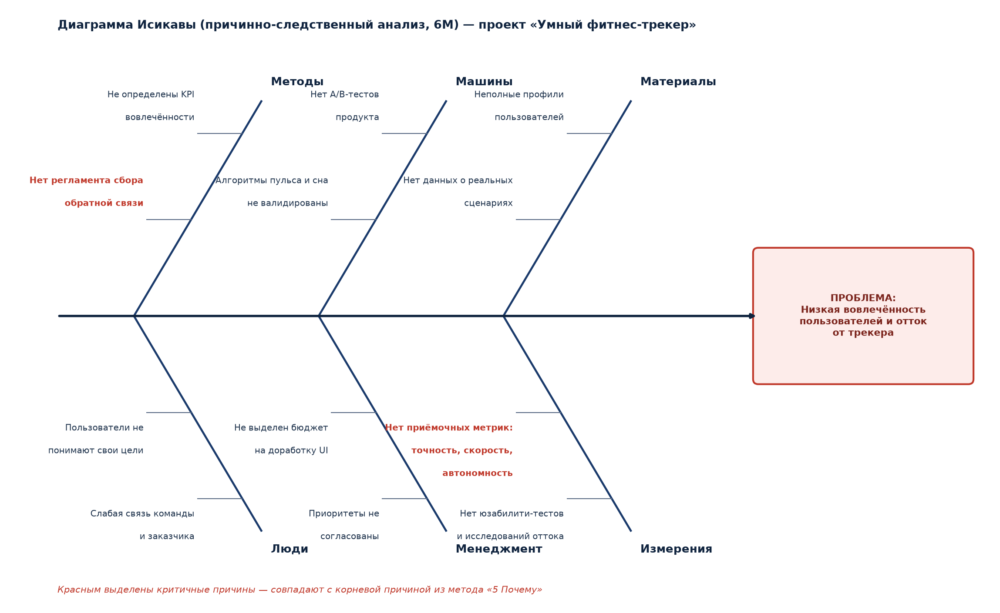 Диаграмма Исикавы (причинно-следственный анализ, 6М) — проект «Умный фитнес-трекер»
Методы
Не определены KPI
вовлечённости
Нет регламента сбора
обратной связи
Машины
Нет A/B-тестов
продукта
Алгоритмы пульса и сна
не валидированы
Материалы
Неполные профили
пользователей
Нет данных о реальных
сценариях
ПРОБЛЕМА:
Низкая вовлечённость
пользователей и отток
от трекера
Пользователи не
понимают свои цели
Слабая связь команды
и заказчика
Люди
Не выделен бюджет
на доработку UI
Приоритеты не
согласованы
Менеджмент
Нет приёмочных метрик:
точность, скорость,
автономность
Нет юзабилити-тестов
и исследований оттока
Измерения
Красным выделены критичные причины — совпадают с корневой причиной из метода «5 Почему»